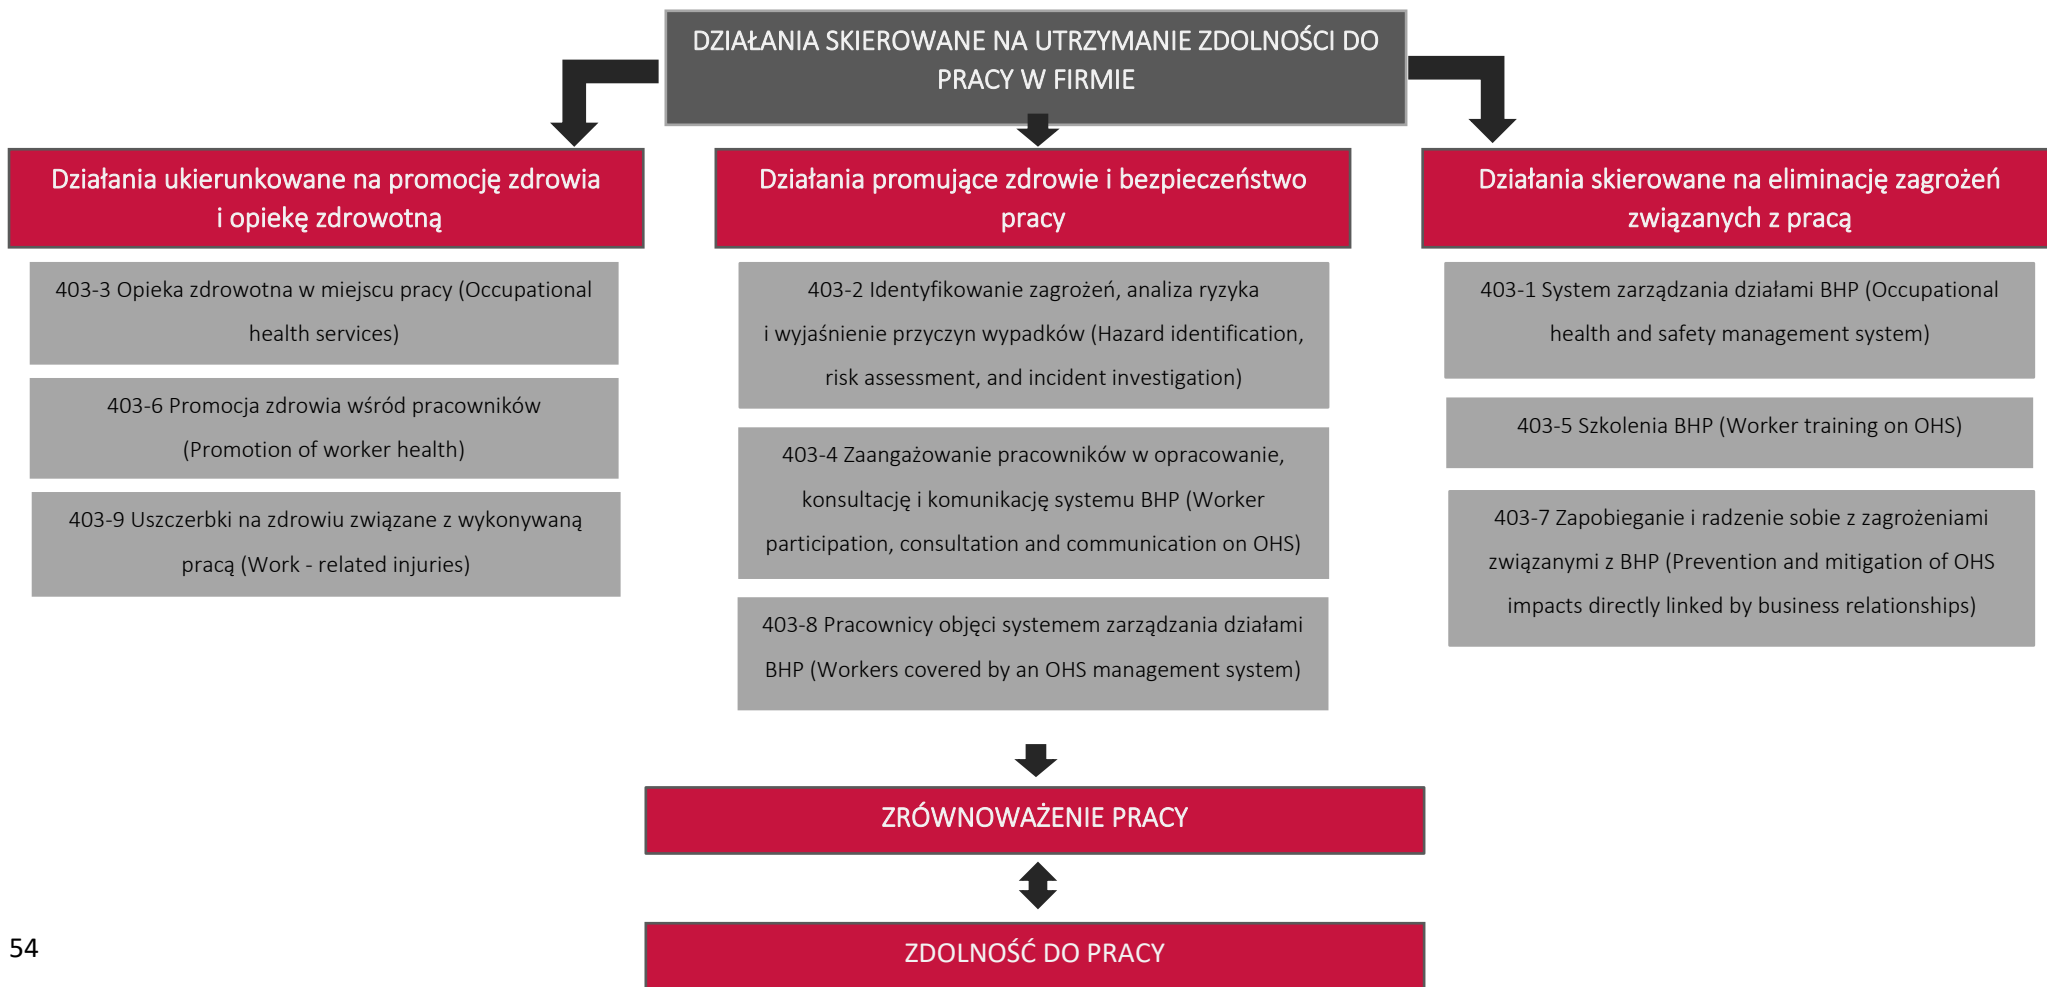 DZIAŁANIA SKIEROWANE NA UTRZYMANIE ZDOLNOŚCI DO
PRACY W FIRMIE
Działania ukierunkowane na promocję zdrowia
i opiekę zdrowotną
403-3 Opieka zdrowotna w miejscu pracy (Occupational
health services)
403-6 Promocja zdrowia wśród pracowników
(Promotion of worker health)
403-9 Uszczerbki na zdrowiu związane z wykonywaną
pracą (Work - related injuries)
Działania promujące zdrowie i bezpieczeństwo
pracy
403-2 Identyfikowanie zagrożeń, analiza ryzyka
i wyjaśnienie przyczyn wypadków (Hazard identification,
risk assessment, and incident investigation)
403-4 Zaangażowanie pracowników w opracowanie,
konsultację i komunikację systemu BHP (Worker
participation, consultation and communication on OHS)
403-8 Pracownicy objęci systemem zarządzania działami
BHP (Workers covered by an OHS management system)
Działania skierowane na eliminację zagrożeń
związanych z pracą
403-1 System zarządzania działami BHP (Occupational
health and safety management system)
403-5 Szkolenia BHP (Worker training on OHS)
403-7 Zapobieganie i radzenie sobie z zagrożeniami
związanymi z BHP (Prevention and mitigation of OHS
impacts directly linked by business relationships)
ZRÓWNOWAŻENIE PRACY
ZDOLNOŚĆ DO PRACY
54